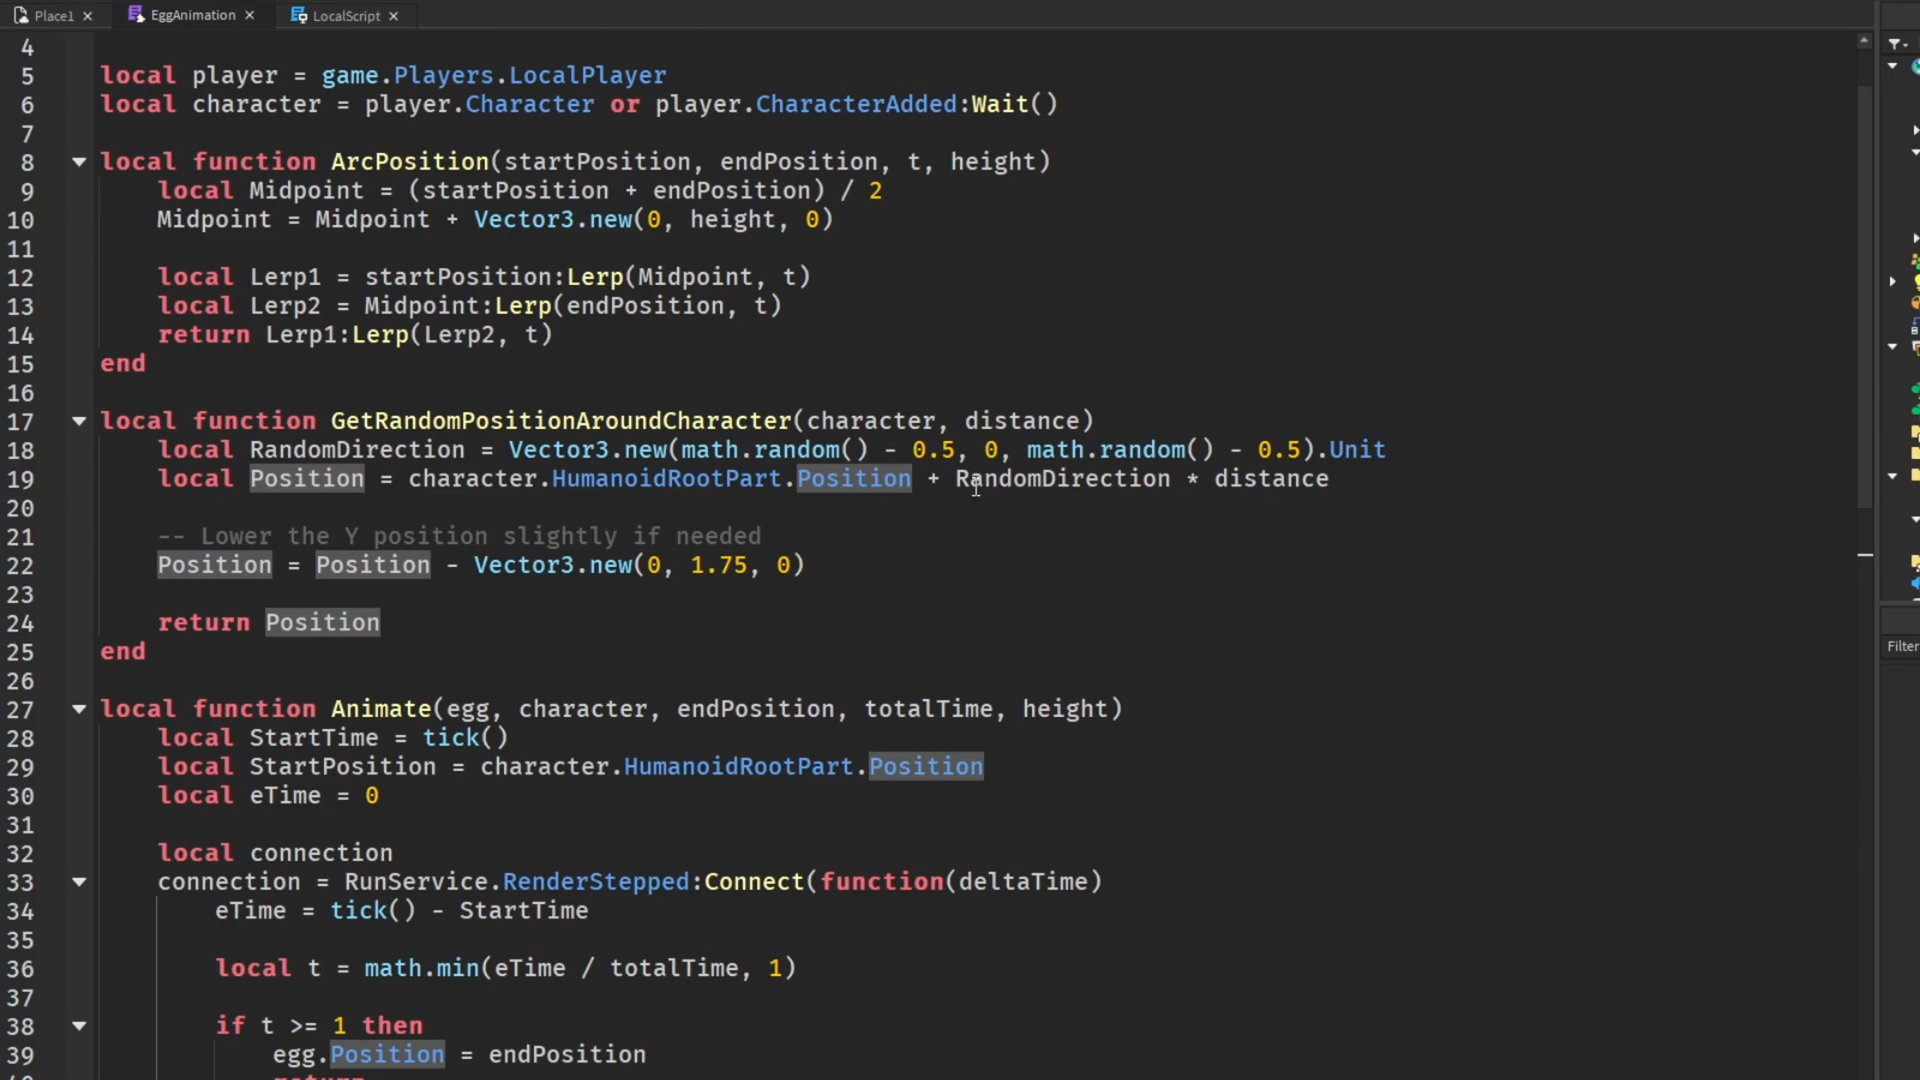 Place1 × EggAnimation × LocalScript ×
4
5 local player = game.Players.LocalPlayer
6 local character = player.Character or player.CharacterAdded:Wait()
7
8 local function ArcPosition(startPosition, endPosition, t, height)
9 local Midpoint = (startPosition + endPosition) / 2
10 Midpoint = Midpoint + Vector3.new(0, height, 0)
11
12 local Lerp1 = startPosition:Lerp(Midpoint, t)
13 local Lerp2 = Midpoint:Lerp(endPosition, t)
14 return Lerp1:Lerp(Lerp2, t)
15 end
16
17 local function GetRandomPositionAroundCharacter(character, distance)
18 local RandomDirection = Vector3.new(math.random() - 0.5, 0, math.random() - 0.5).Unit
19 local Position = character.HumanoidRootPart.Position + RandomDirection * distance
20
21 -- Lower the Y position slightly if needed
22 Position = Position - Vector3.new(0, 1.75, 0)
23
24 return Position
25 end
26
27 local function Animate(egg, character, endPosition, totalTime, height)
28 local StartTime = tick()
29 local StartPosition = character.HumanoidRootPart.Position
30 local eTime = 0
31
32 local connection
33 connection = RunService.RenderStepped:Connect(function(deltaTime)
34 eTime = tick() - StartTime
35
36 local t = math.min(eTime / totalTime, 1)
37
38 if t >= 1 then
39 egg.Position = endPosition
Filter